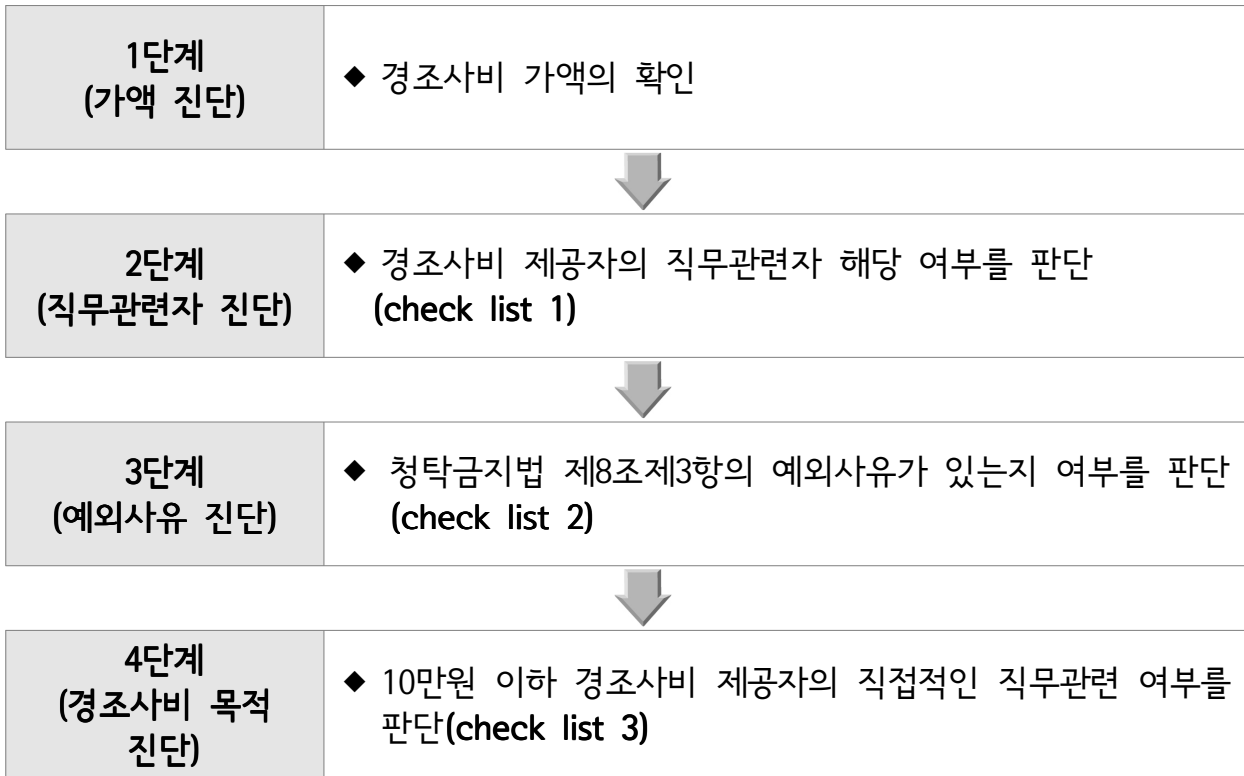 1단계
(가액 진단)
◆ 경조사비 가액의 확인
2단계
(직무관련자 진단)
◆ 경조사비 제공자의 직무관련자 해당 여부를 판단
(check list 1)
3단계
(예외사유 진단)
◆ 청탁금지법 제8조제3항의 예외사유가 있는지 여부를 판단
(check list 2)
4단계
(경조사비 목적
진단)
◆ 10만원 이하 경조사비 제공자의 직접적인 직무관련 여부를
판단(check list 3)